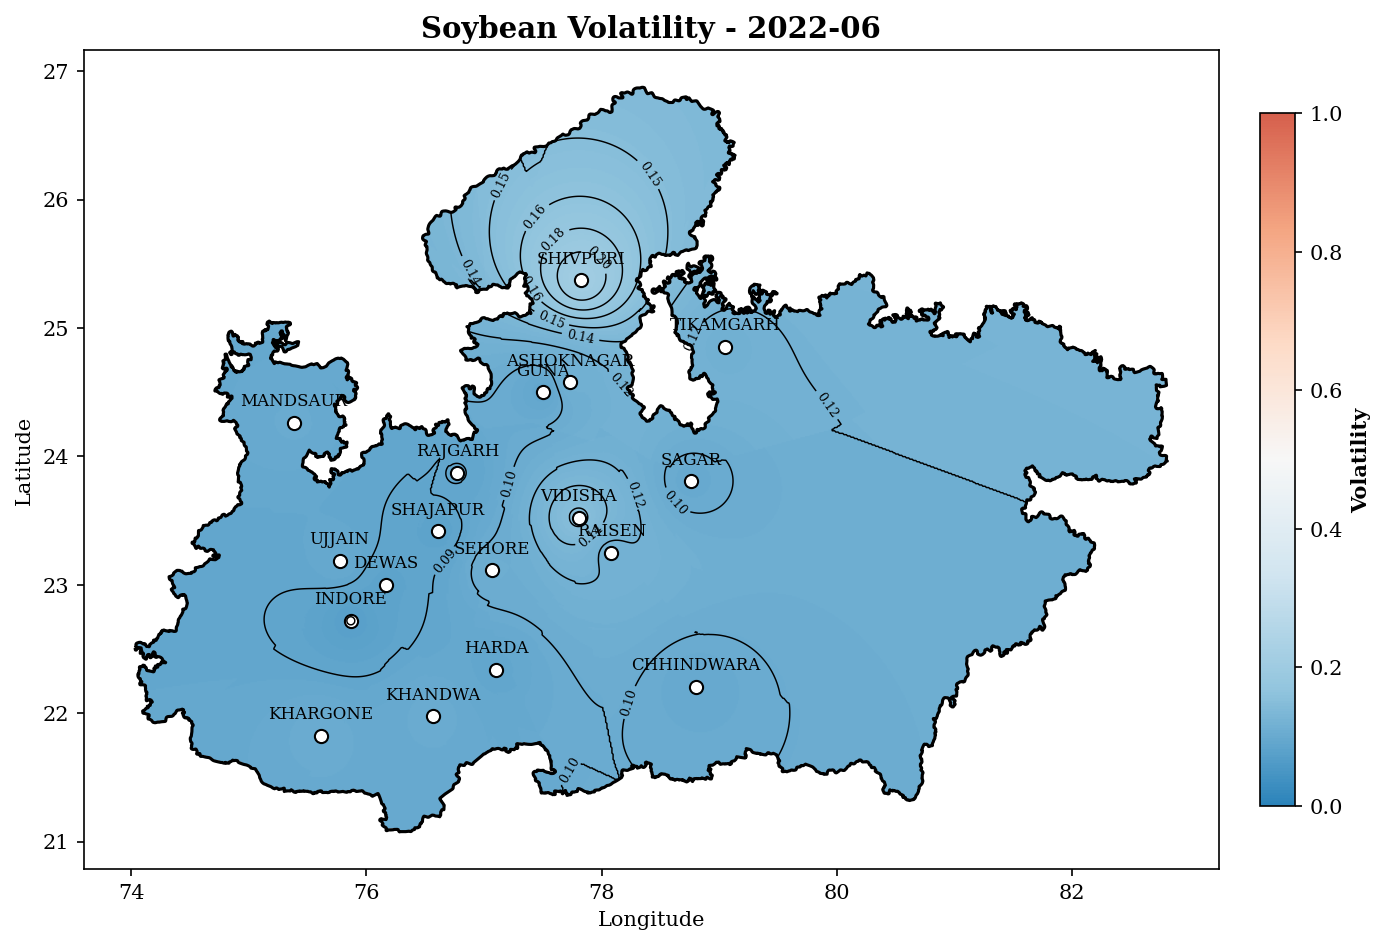 Soybean Volatility - 2022-06
27
26
25
24
23
22
21
Latitude
74
76
78
80
82
Longitude
1.0
0.8
0.6
0.4
0.2
0.0
Volatility
0.15
0.15
0.16
0.18
SHIVPURI
0.14
0.16
0.15
0.14
TIKAMGARH
0.12
ASHOKNAGAR
GUNA
0.12
0.12
MANDSAUR
RAJGARH
SAGAR
0.10
0.12
0.10
VIDISHA
SHAJAPUR
RAISEN
UJJAIN
SEHORE
DEWAS
0.09
INDORE
HARDA
CHHINDWARA
0.10
KHANDWA
KHARGONE
0.10